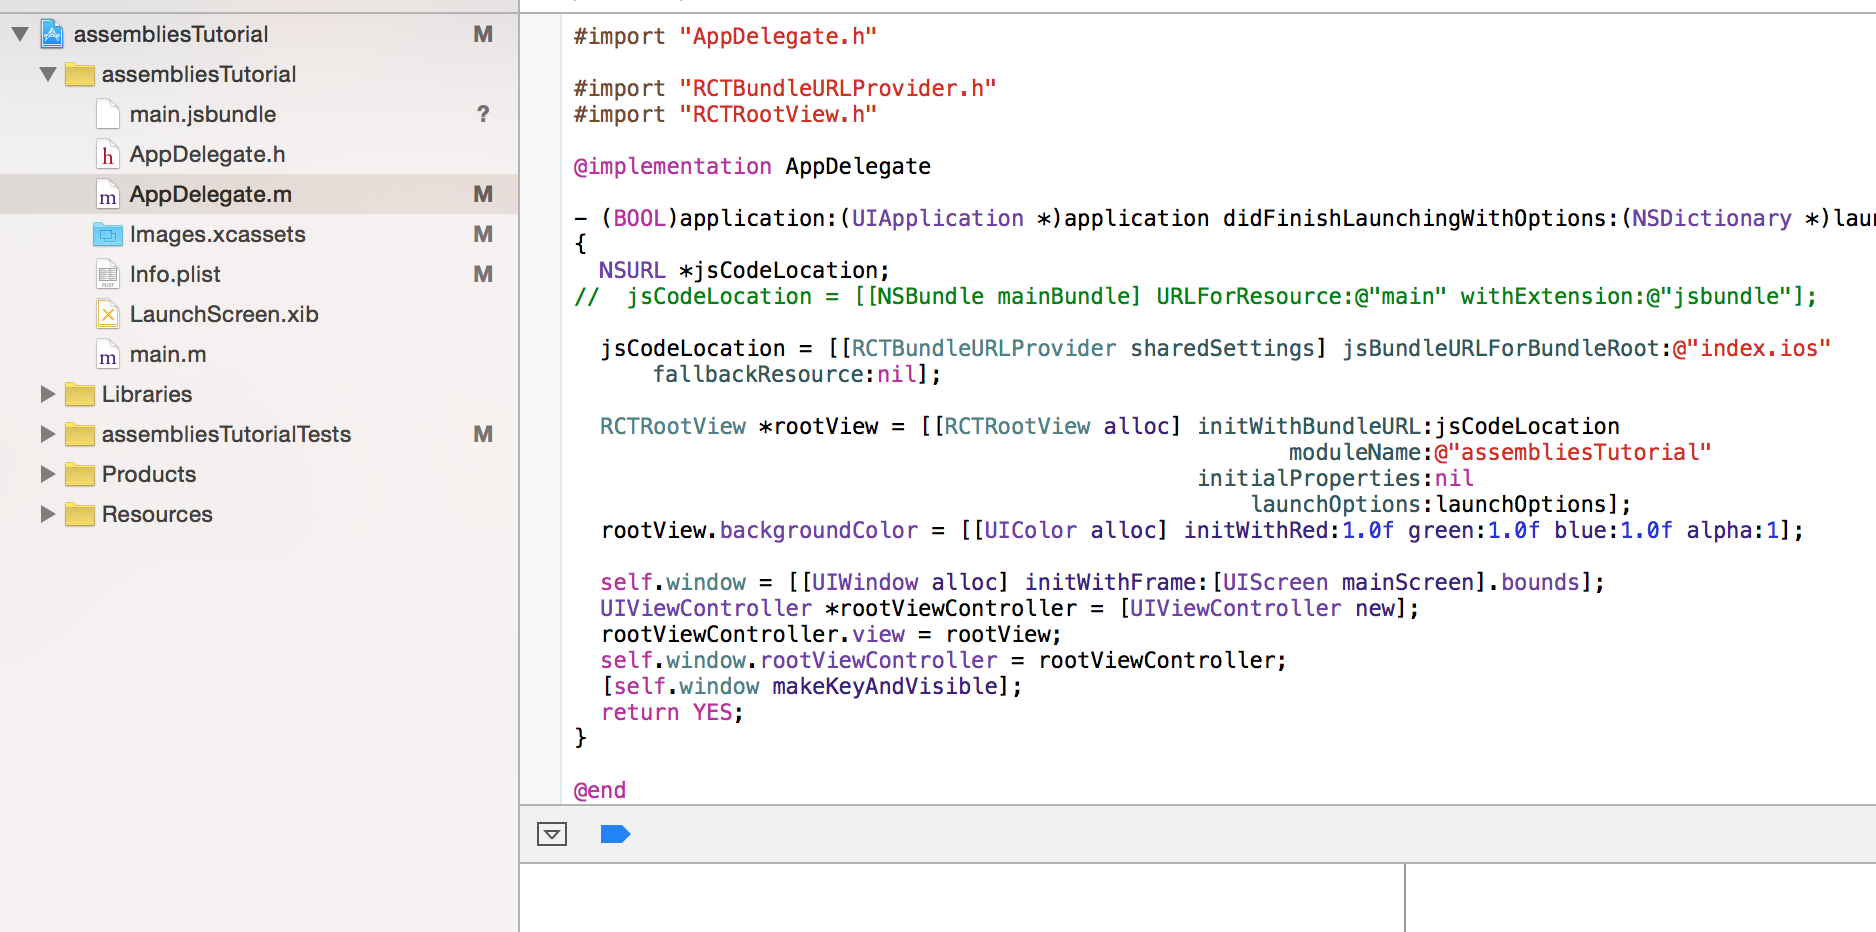 assembliesTutorial M
assembliesTutorial
main.jsbundle ?
h AppDelegate.h
m AppDelegate.m M
Images.xcassets M
PLIST Info.plist M
LaunchScreen.xib
m main.m
Libraries
assembliesTutorialTests M
Products
Resources
#import "AppDelegate.h"
#import "RCTBundleURLProvider.h"
#import "RCTRootView.h"
@implementation AppDelegate
- (BOOL)application:(UIApplication *)application didFinishLaunchingWithOptions:(NSDictionary *)lau
{
NSURL *jsCodeLocation;
//  jsCodeLocation = [[NSBundle mainBundle] URLForResource:@"main" withExtension:@"jsbundle"];
jsCodeLocation = [[RCTBundleURLProvider sharedSettings] jsBundleURLForBundleRoot:@"index.ios"
fallbackResource:nil];
RCTRootView *rootView = [[RCTRootView alloc] initWithBundleURL:jsCodeLocation
moduleName:@"assembliesTutorial"
initialProperties:nil
launchOptions:launchOptions];
rootView.backgroundColor = [[UIColor alloc] initWithRed:1.0f green:1.0f blue:1.0f alpha:1];
self.window = [[UIWindow alloc] initWithFrame:[UIScreen mainScreen].bounds];
UIViewController *rootViewController = [UIViewController new];
rootViewController.view = rootView;
self.window.rootViewController = rootViewController;
[self.window makeKeyAndVisible];
return YES;
}
@end